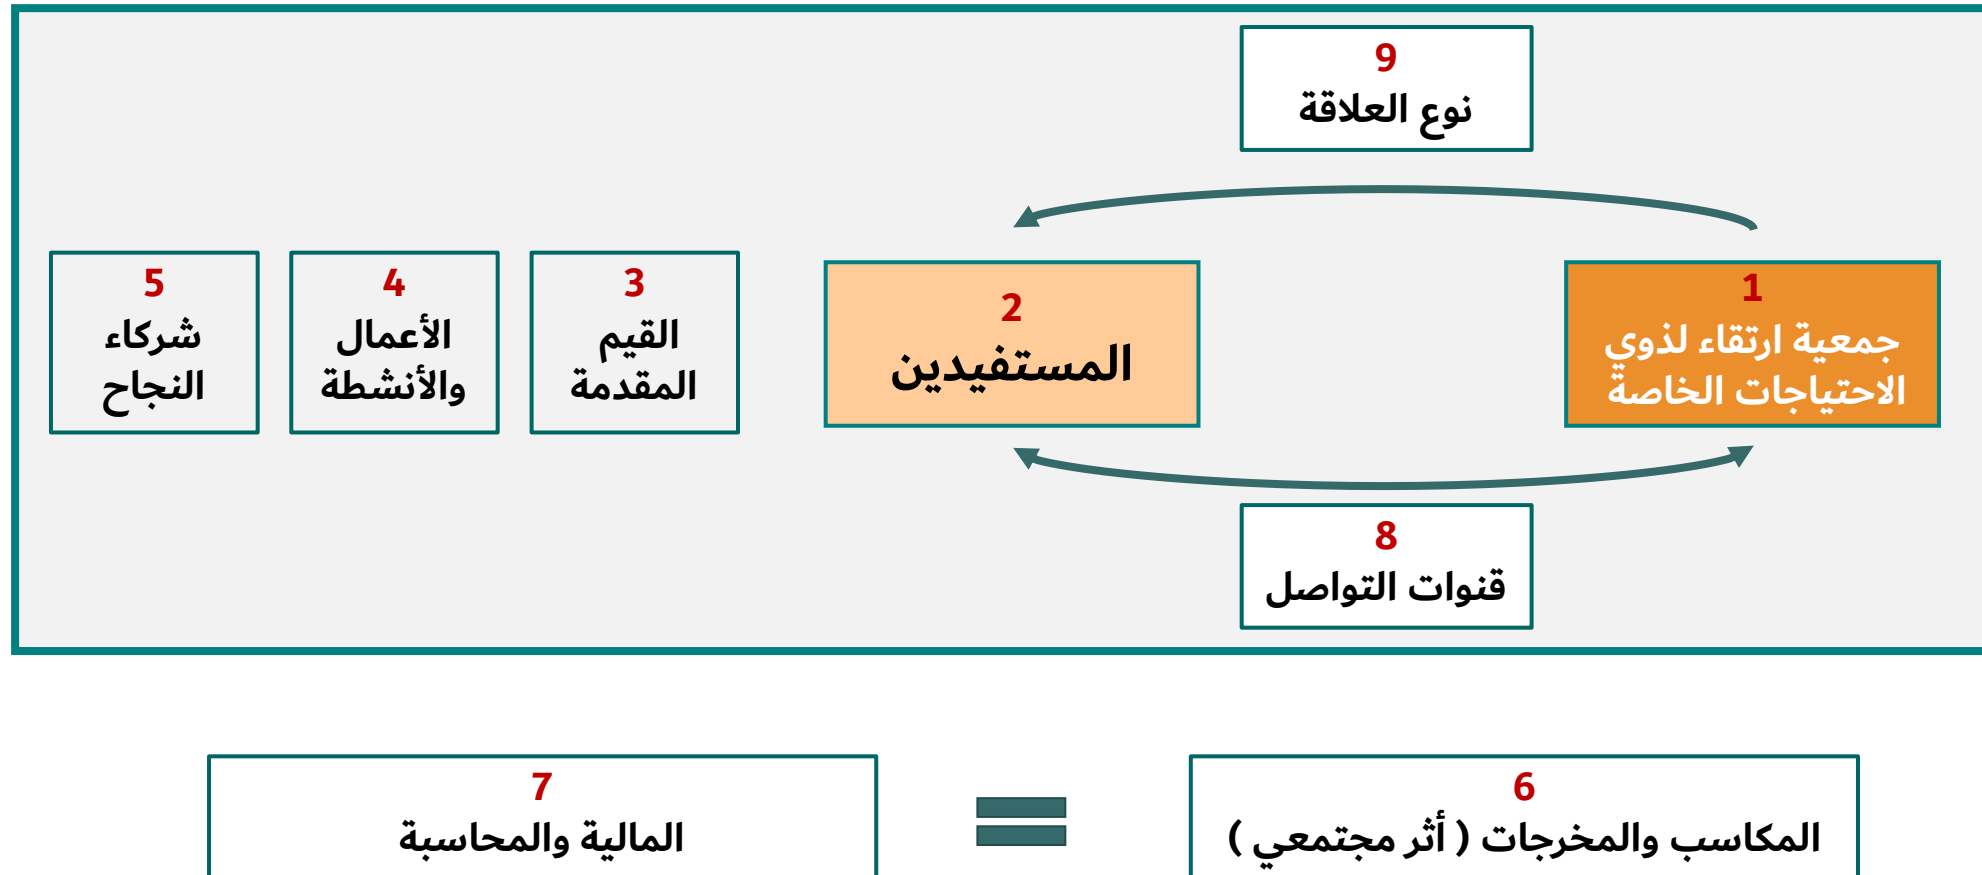 9
نوع العلاقة
1
جمعية ارتقاء لذوي
الاحتياجات الخاصة
2
المستفيدين
3
القيم
المقدمة
4
الأعمال
والأنشطة
5
شركاء
النجاح
8
قنوات التواصل
6
المكاسب والمخرجات ( أثر مجتمعي )
7
المالية والمحاسبة